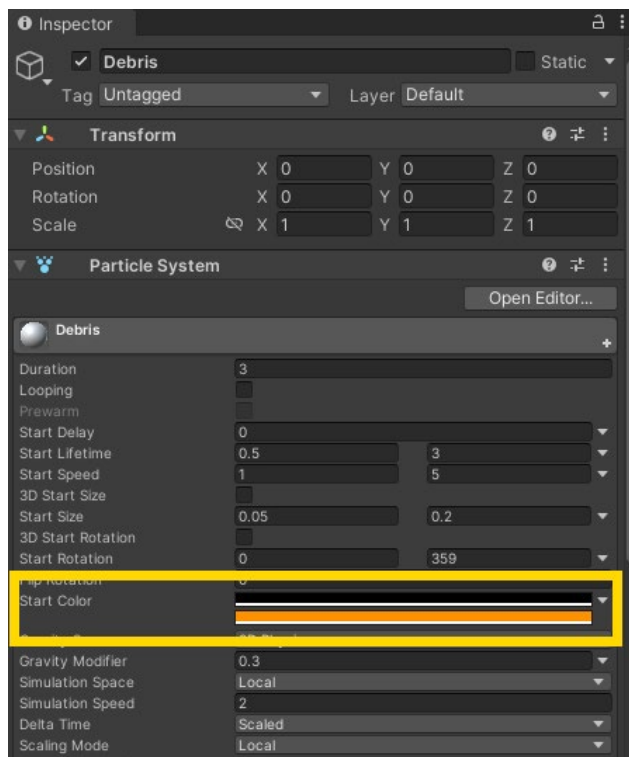 Inspector
Debris Static
Tag Untagged Layer Default
Transform
Position X 0 Y 0 Z 0
Rotation X 0 Y 0 Z 0
Scale X 1 Y 1 Z 1
Particle System
Open Editor...
Debris
Duration 3
Looping
Prewarm
Start Delay 0
Start Lifetime 0.5 3
Start Speed 1 5
3D Start Size
Start Size 0.05 0.2
3D Start Rotation
Start Rotation 0 359
Flip Rotation 0
Start Color
Gravity Modifier 0.3
Simulation Space Local
Simulation Speed 2
Delta Time Scaled
Scaling Mode Local